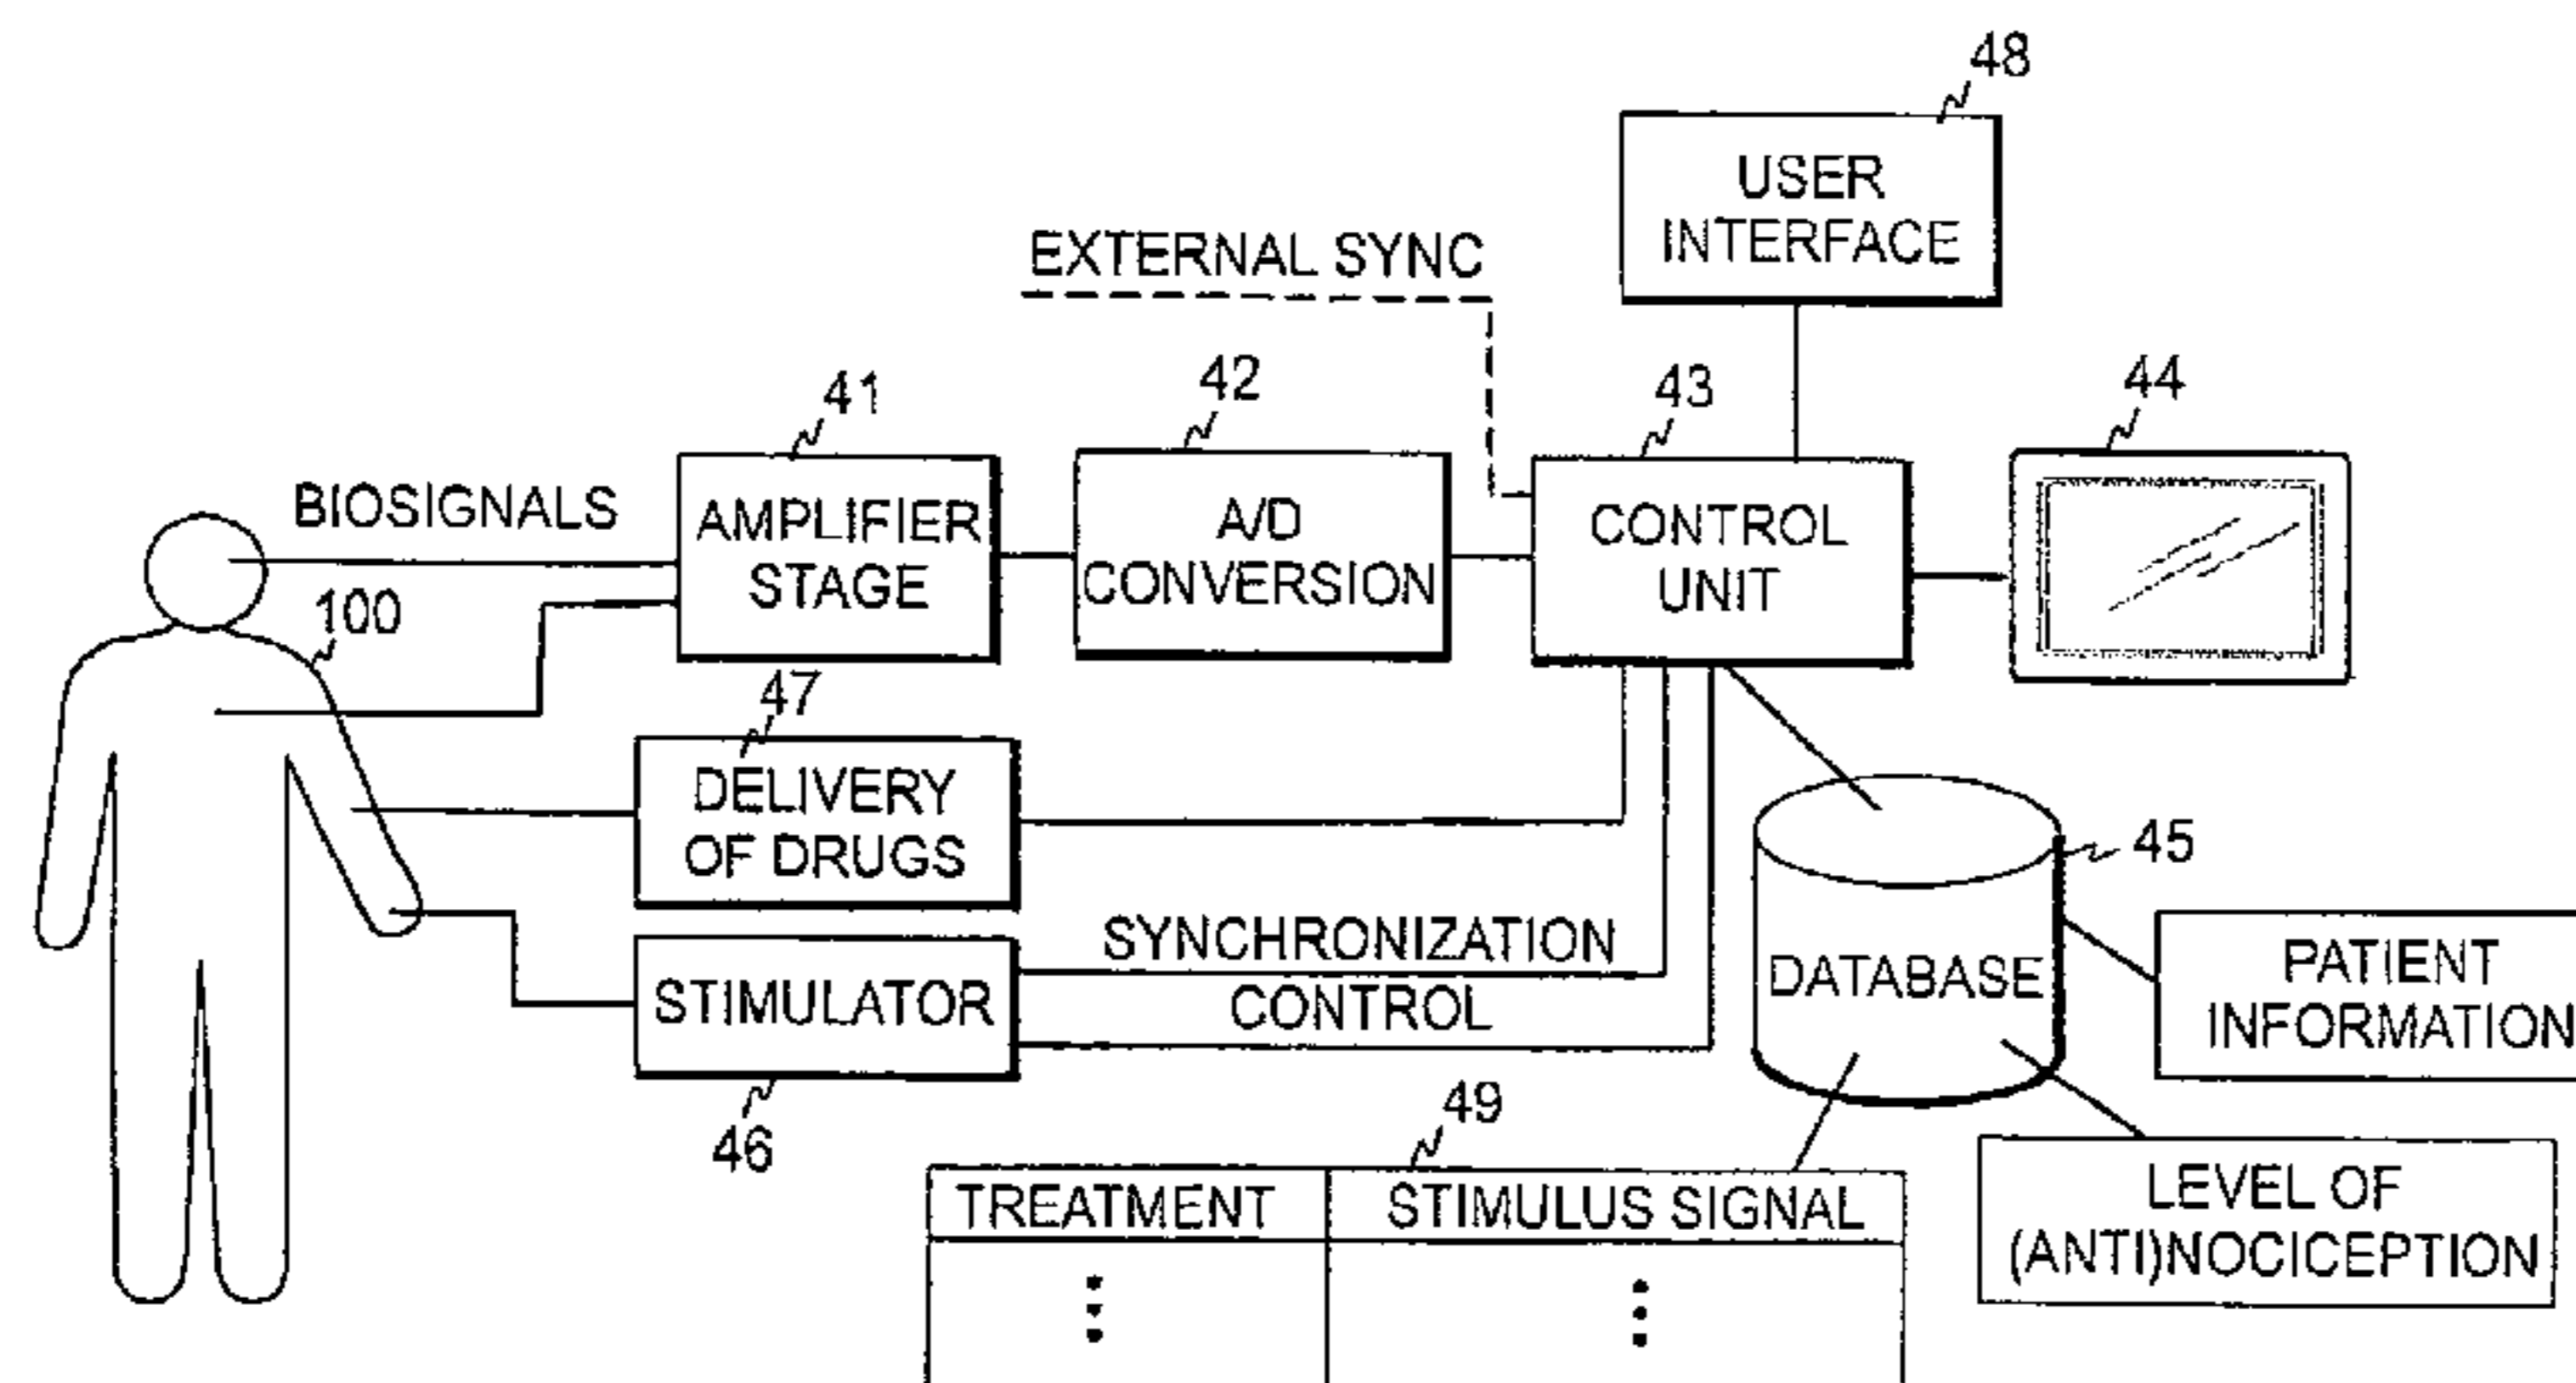 48
USER
INTERFACE
EXTERNAL SYNC
41
42
43
44
BIOSIGNALS
AMPLIFIER
STAGE
A/D
CONVERSION
CONTROL
UNIT
100
47
DELIVERY
OF DRUGS
45
SYNCHRONIZATION
STIMULATOR
CONTROL
DATABASE
PATIENT
INFORMATION
46
49
TREATMENT
STIMULUS SIGNAL
LEVEL OF
(ANTI)NOCICEPTION